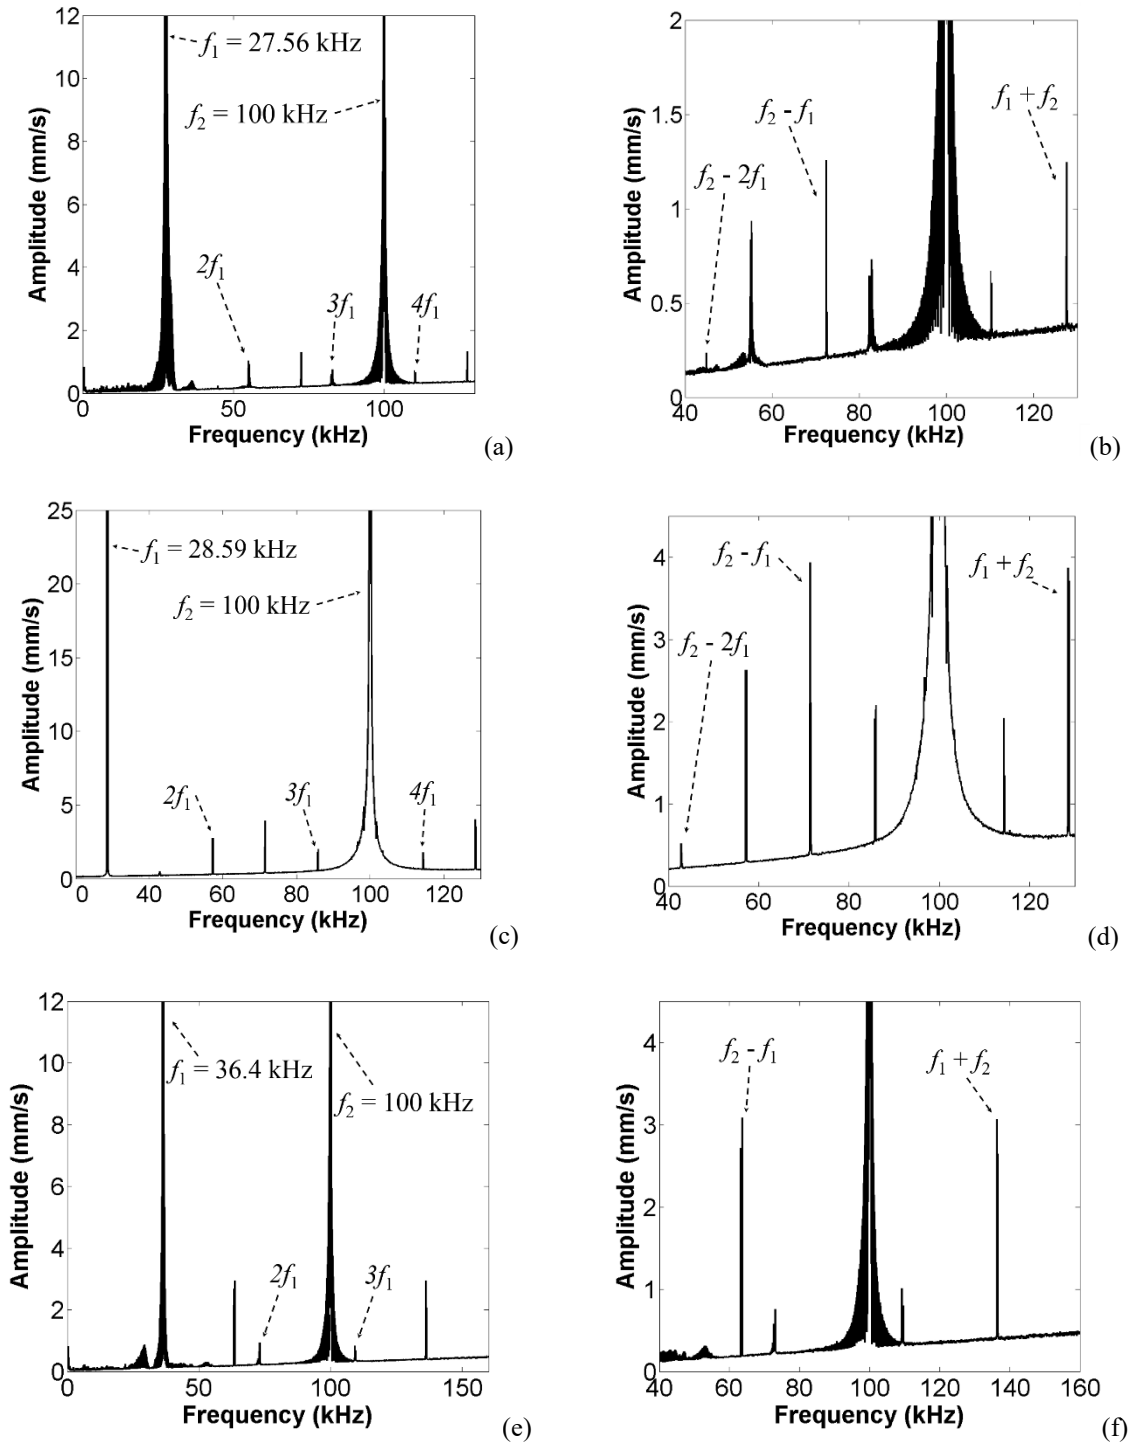 12
10
8
6
4
2
0
0
50
100
Amplitude (mm/s)
Frequency (kHz)
f1 = 27.56 kHz
f2 = 100 kHz
2f1
3f1
4f1
(a)
2
1.5
1
0.5
0
40
60
80
100
120
Amplitude (mm/s)
Frequency (kHz)
f2 - 2f1
f2 - f1
f1 + f2
(b)
25
20
15
10
5
0
0
40
60
80
100
120
Amplitude (mm/s)
Frequency (kHz)
f1 = 28.59 kHz
f2 = 100 kHz
2f1
3f1
4f1
(c)
4
3
2
1
0
40
60
80
100
120
Amplitude (mm/s)
Frequency (kHz)
f2 - f1
f2 - 2f1
f1 + f2
(d)
12
10
8
6
4
2
0
0
50
100
150
Amplitude (mm/s)
Frequency (kHz)
f1 = 36.4 kHz
f2 = 100 kHz
2f1
3f1
(e)
4
3
2
1
0
40
60
80
100
120
140
160
Amplitude (mm/s)
Frequency (kHz)
f2 - f1
f1 + f2
(f)